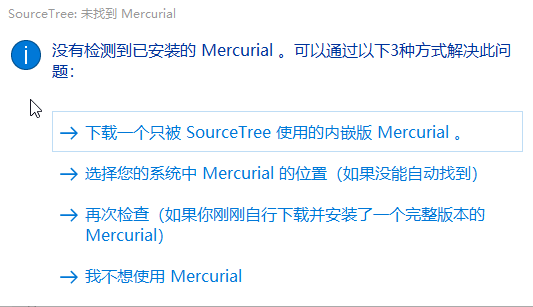 SourceTree: 未找到 Mercurial
没有检测到已安装的 Mercurial 。可以通过以下3种方式解决此问
题：
下载一个只被 SourceTree 使用的内嵌版 Mercurial 。
选择您的系统中 Mercurial 的位置（如果没能自动找到）
再次检查（如果你刚刚自行下载并安装了一个完整版本的
Mercurial）
我不想使用 Mercurial